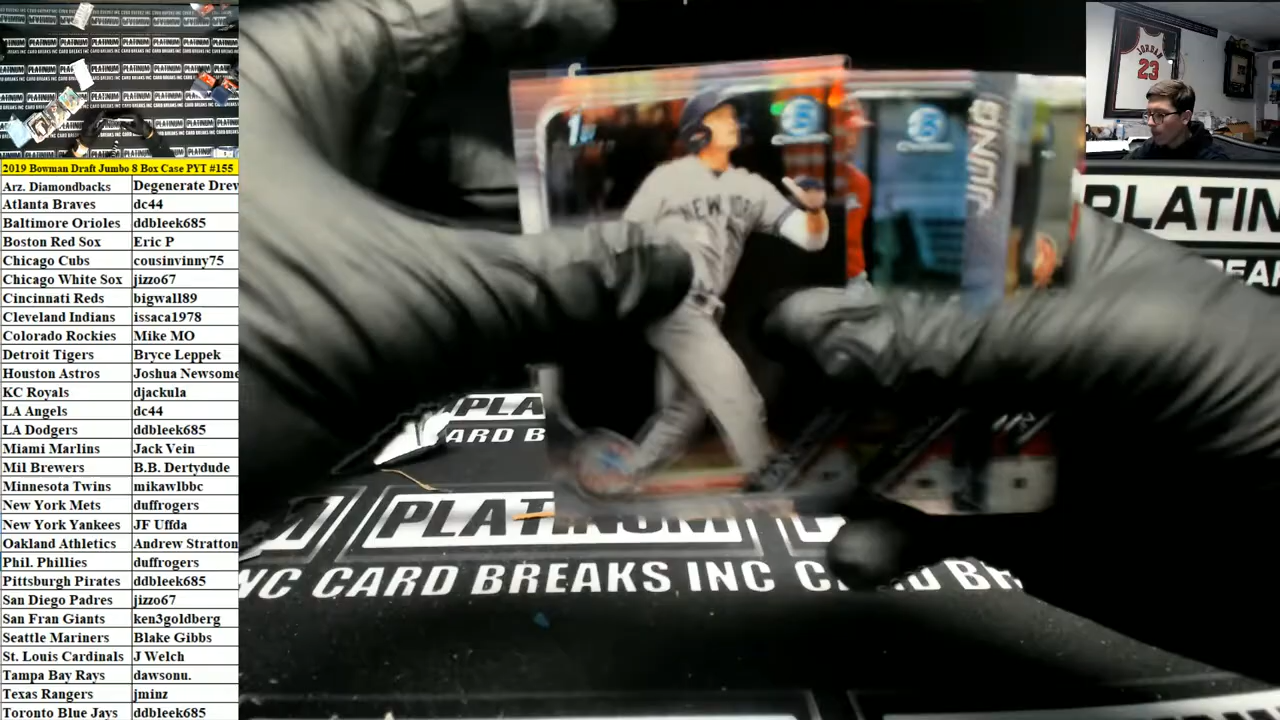 2019 Bowman Draft Jumbo 8 Box Case PYT #155
Arz. Diamondbacks Degenerate Drew
Atlanta Braves dc44
Baltimore Orioles ddbleek685
Boston Red Sox Eric P
Chicago Cubs cousinvinny75
Chicago White Sox jizzo67
Cincinnati Reds bigwall89
Cleveland Indians issaca1978
Colorado Rockies Mike MO
Detroit Tigers Bryce Leppek
Houston Astros Joshua Newsome
KC Royals djackula
LA Angels dc44
LA Dodgers ddbleek685
Miami Marlins Jack Vein
Mil Brewers B.B. Dertydude
Minnesota Twins mikawlbbc
New York Mets duffrogers
New York Yankees JF Uffda
Oakland Athletics Andrew Stratton
Phil. Phillies duffrogers
Pittsburgh Pirates ddbleek685
San Diego Padres jizzo67
San Fran Giants ken3goldberg
Seattle Mariners Blake Gibbs
St. Louis Cardinals J Welch
Tampa Bay Rays dawsonu.
Texas Rangers jminz
Toronto Blue Jays ddbleek685
1st
NEW YORK
JUNG
JORDAN
23
PLATIN
PLA
ARD B
PLATINUM
NC CARD BREAKS INC